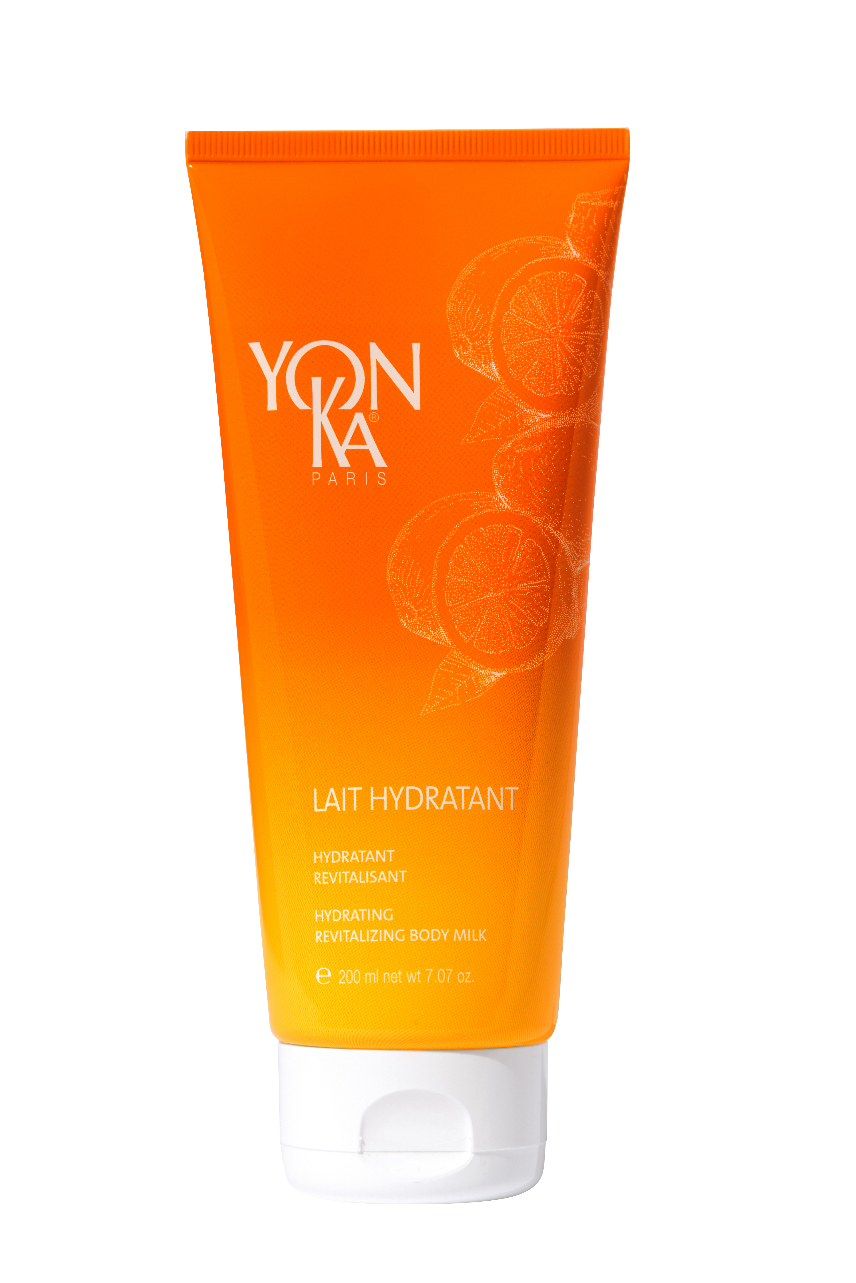 YON
KA®
PARIS
LAIT HYDRATANT
HYDRATANT
REVITALISANT
HYDRATING
REVITALIZING BODY MILK
℮ 200 ml net wt 7.07 oz.